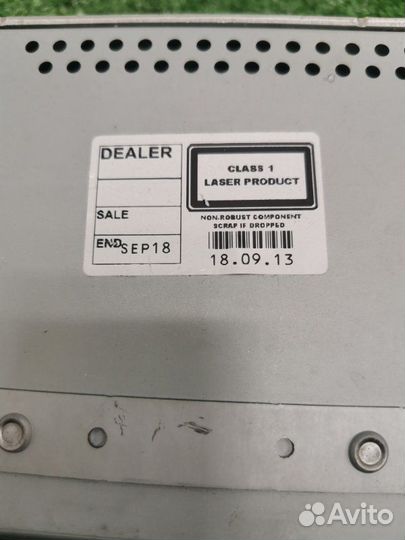 DEALER
SALE
END SEP18
CLASS 1
LASER PRODUCT
NON-ROBUST COMPONENT
SCRAP IF DROPPED
18.09.13
Avito